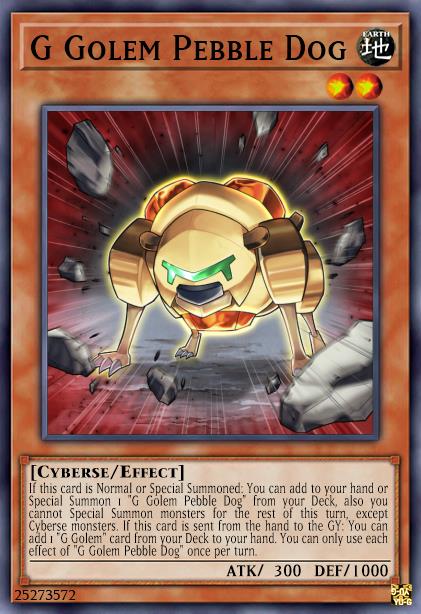 G Golem Pebble Dog
EARTH
地
[Cyberse/Effect]
If this card is Normal or Special Summoned: You can add to your hand or
Special Summon 1 "G Golem Pebble Dog" from your Deck, also you
cannot Special Summon monsters for the rest of this turn, except
Cyberse monsters. If this card is sent from the hand to the GY: You can
add 1 "G Golem" card from your Deck to your hand. You can only use each
effect of "G Golem Pebble Dog" once per turn.
ATK/ 300 DEF/1000
25273572